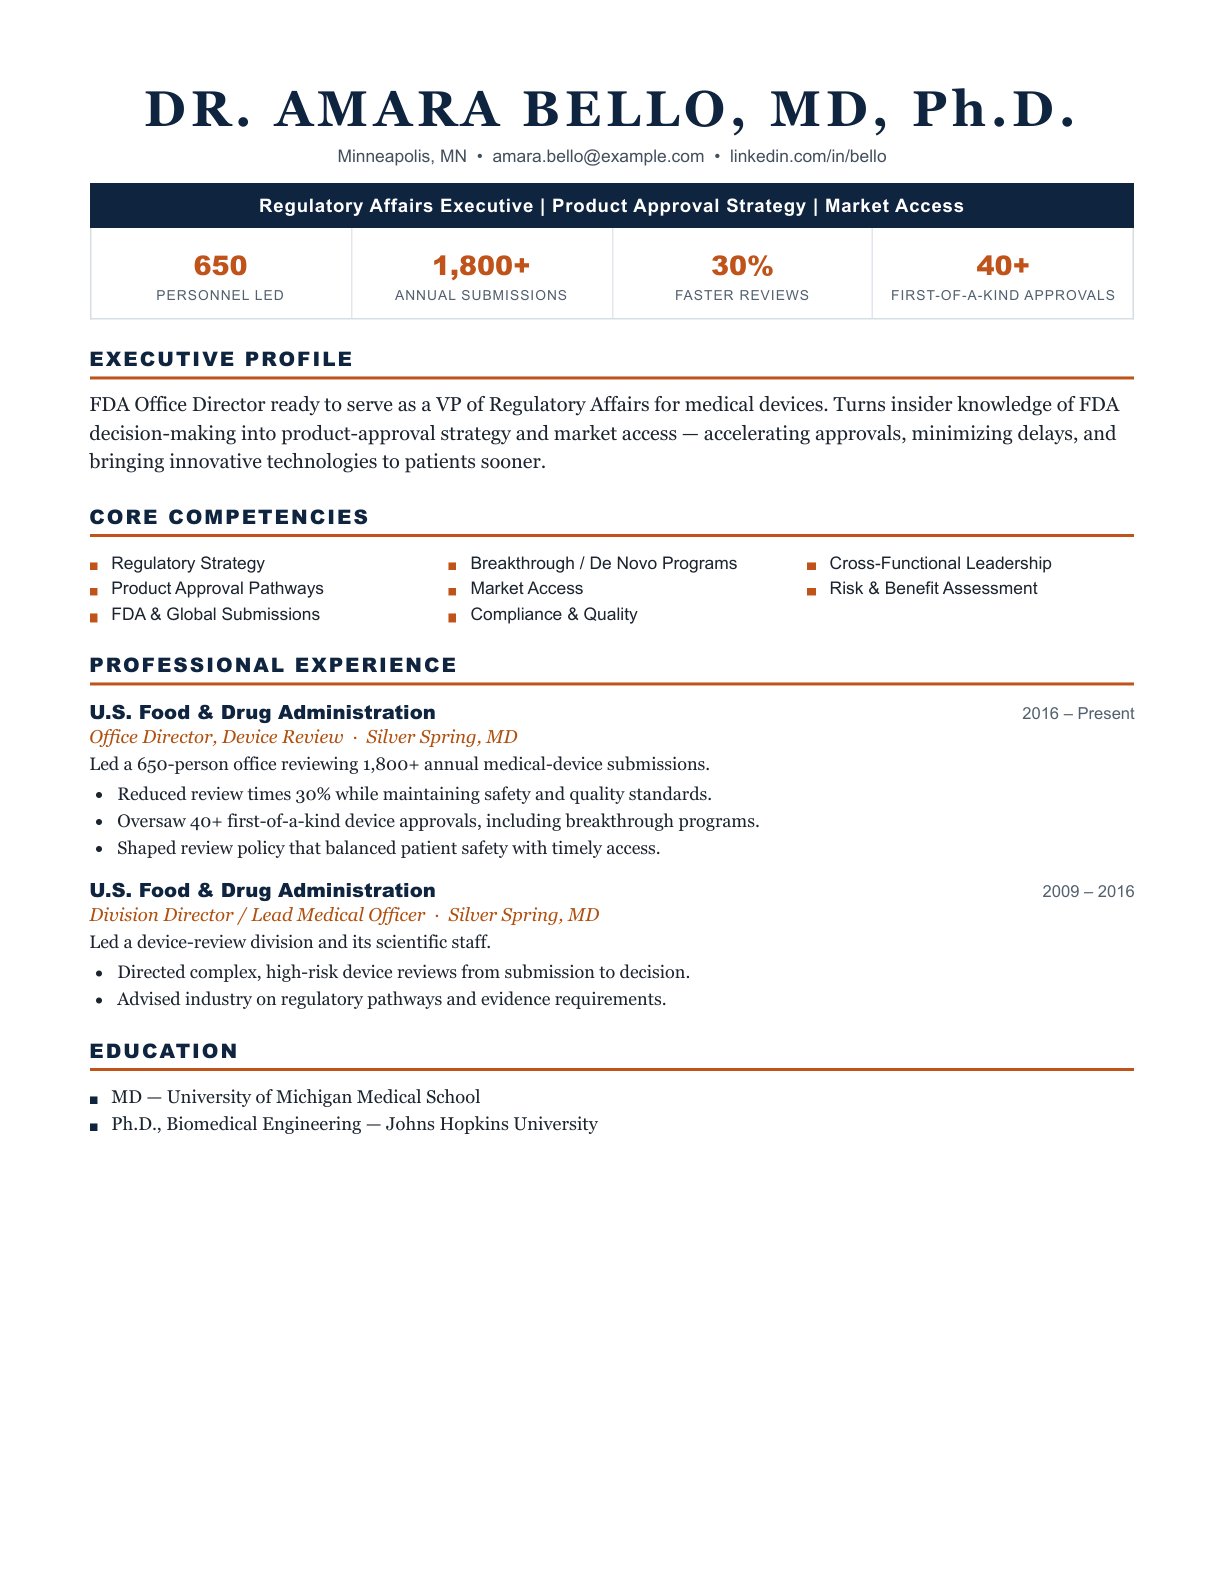 DR. AMARA BELLO, MD, Ph.D.
Minneapolis, MN • amara.bello@example.com • linkedin.com/in/bello
Regulatory Affairs Executive | Product Approval Strategy | Market Access
650
PERSONNEL LED
1,800+
ANNUAL SUBMISSIONS
30%
FASTER REVIEWS
40+
FIRST-OF-A-KIND APPROVALS
EXECUTIVE PROFILE
FDA Office Director ready to serve as a VP of Regulatory Affairs for medical devices. Turns insider knowledge of FDA
decision-making into product-approval strategy and market access — accelerating approvals, minimizing delays, and
bringing innovative technologies to patients sooner.
CORE COMPETENCIES
■ Regulatory Strategy
■ Product Approval Pathways
■ FDA & Global Submissions
■ Breakthrough / De Novo Programs
■ Market Access
■ Compliance & Quality
■ Cross-Functional Leadership
■ Risk & Benefit Assessment
PROFESSIONAL EXPERIENCE
U.S. Food & Drug Administration 2016 – Present
Office Director, Device Review · Silver Spring, MD
Led a 650-person office reviewing 1,800+ annual medical-device submissions.
• Reduced review times 30% while maintaining safety and quality standards.
• Oversaw 40+ first-of-a-kind device approvals, including breakthrough programs.
• Shaped review policy that balanced patient safety with timely access.
U.S. Food & Drug Administration 2009 – 2016
Division Director / Lead Medical Officer · Silver Spring, MD
Led a device-review division and its scientific staff.
• Directed complex, high-risk device reviews from submission to decision.
• Advised industry on regulatory pathways and evidence requirements.
EDUCATION
■ MD — University of Michigan Medical School
■ Ph.D., Biomedical Engineering — Johns Hopkins University